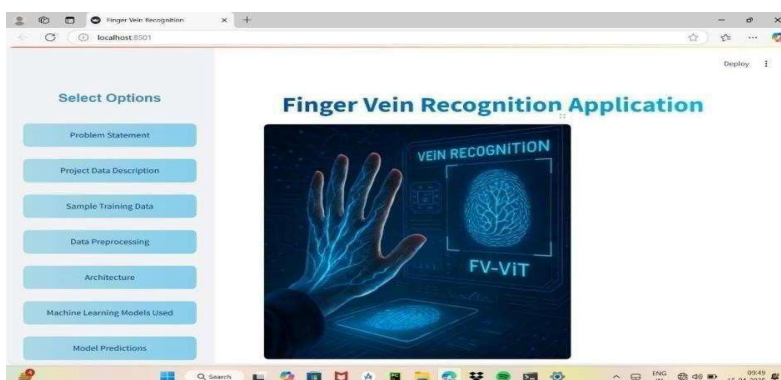 Finger Vein Recognition
localhost:8501
Deploy
Select Options
Finger Vein Recognition Application
Problem Statement
Project Data Description
Sample Training Data
Data Preprocessing
Architecture
Machine Learning Models Used
Model Predictions
VEiN RECOGNiTiON
FV-ViT
Search
ENG
09:49